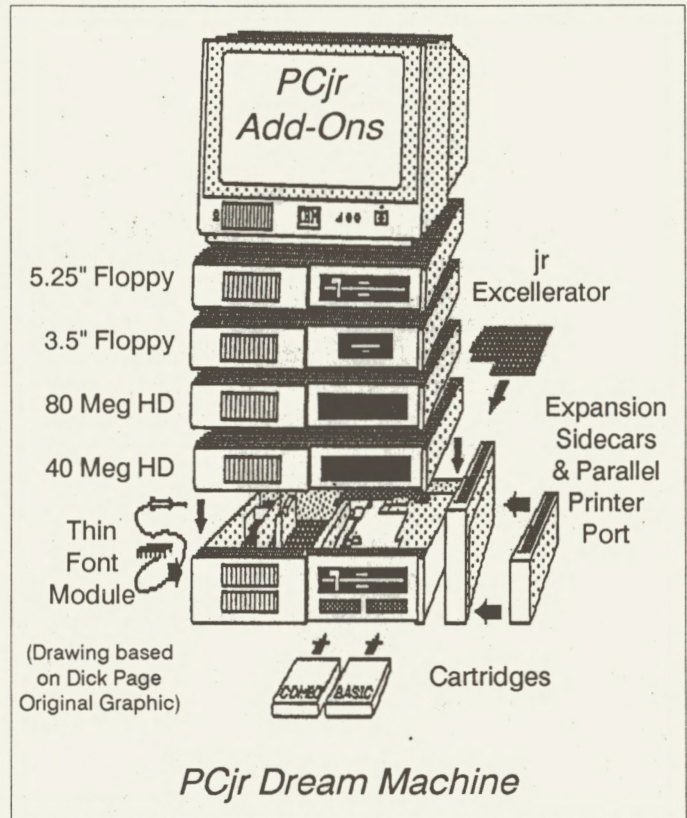 PCjr
Add-Ons
IBM
5.25" Floppy
3.5" Floppy
80 Meg HD
40 Meg HD
jr
Excellerator
Expansion
Sidecars
& Parallel
Printer
Port
Thin
Font
Module
(Drawing based
on Dick Page
Original Graphic)
COMBO BASIC
Cartridges
PCjr Dream Machine